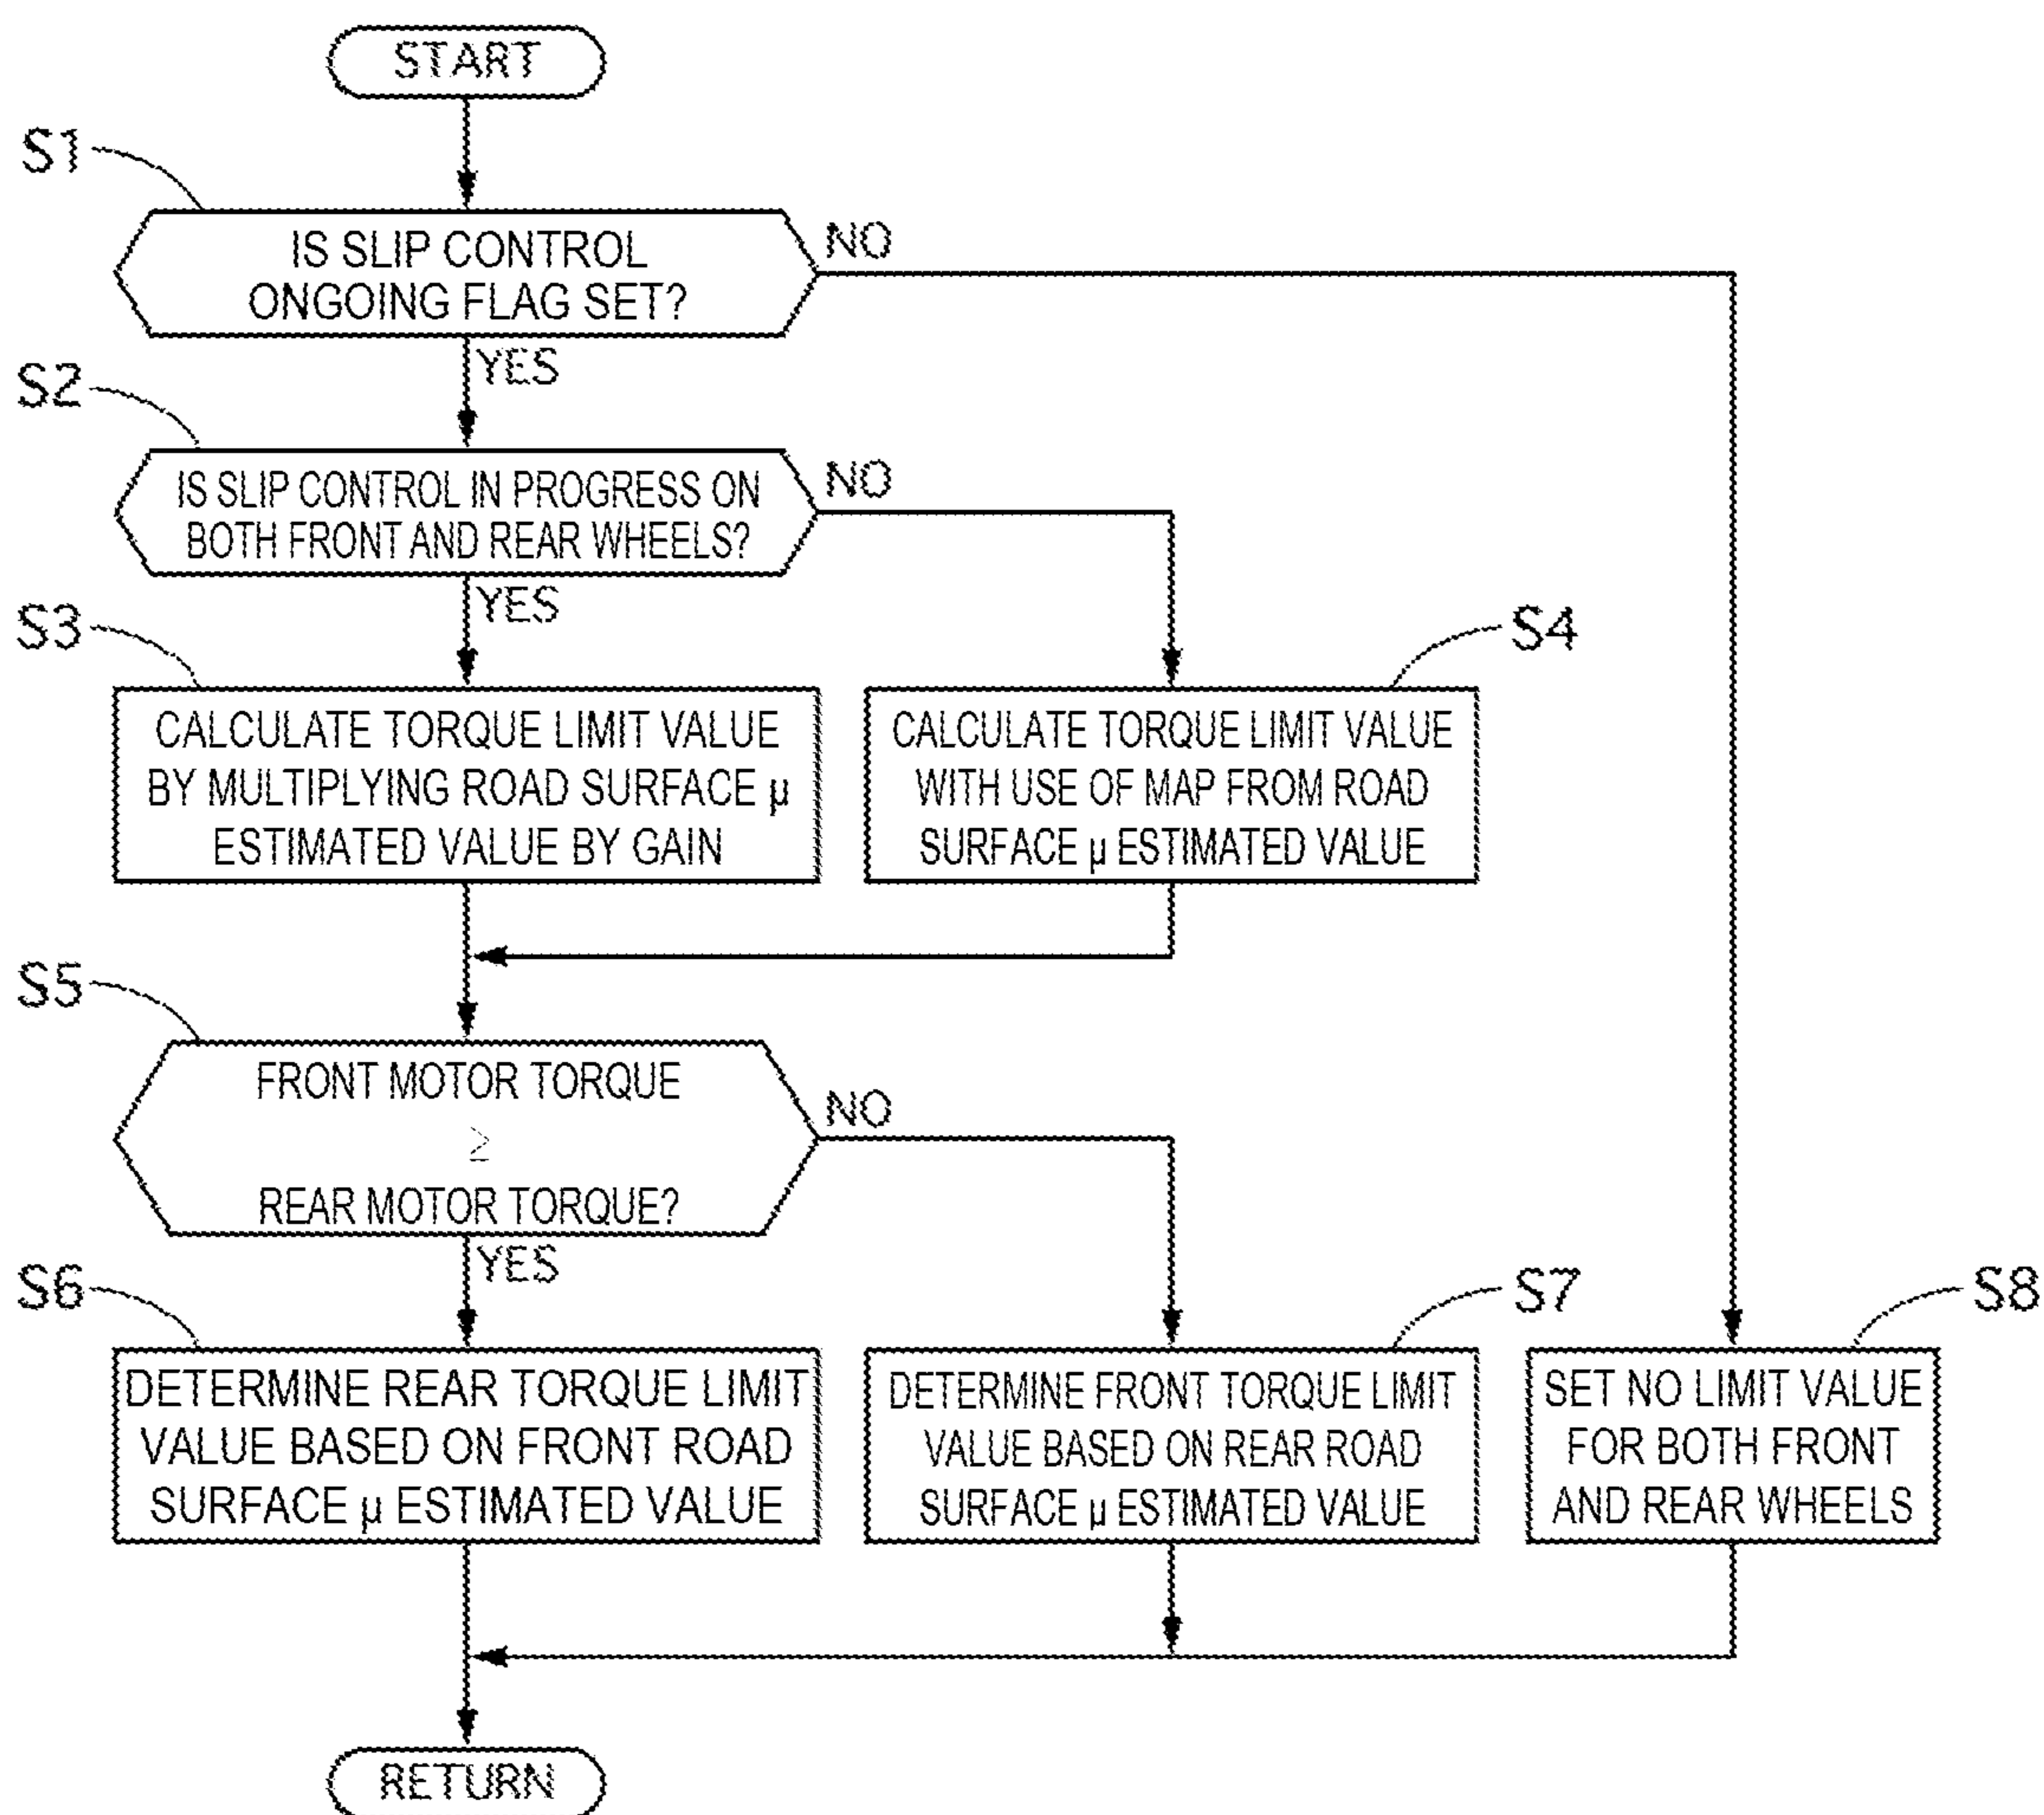 START
S1
IS SLIP CONTROL
ONGOING FLAG SET?
NO
YES
S2
IS SLIP CONTROL IN PROGRESS ON
BOTH FRONT AND REAR WHEELS?
NO
YES
S3
CALCULATE TORQUE LIMIT VALUE
BY MULTIPLYING ROAD SURFACE μ
ESTIMATED VALUE BY GAIN
S4
CALCULATE TORQUE LIMIT VALUE
WITH USE OF MAP FROM ROAD
SURFACE μ ESTIMATED VALUE
S5
FRONT MOTOR TORQUE
≥
REAR MOTOR TORQUE?
NO
YES
S6
DETERMINE REAR TORQUE LIMIT
VALUE BASED ON FRONT ROAD
SURFACE μ ESTIMATED VALUE
S7
DETERMINE FRONT TORQUE LIMIT
VALUE BASED ON REAR ROAD
SURFACE μ ESTIMATED VALUE
S8
SET NO LIMIT VALUE
FOR BOTH FRONT
AND REAR WHEELS
RETURN